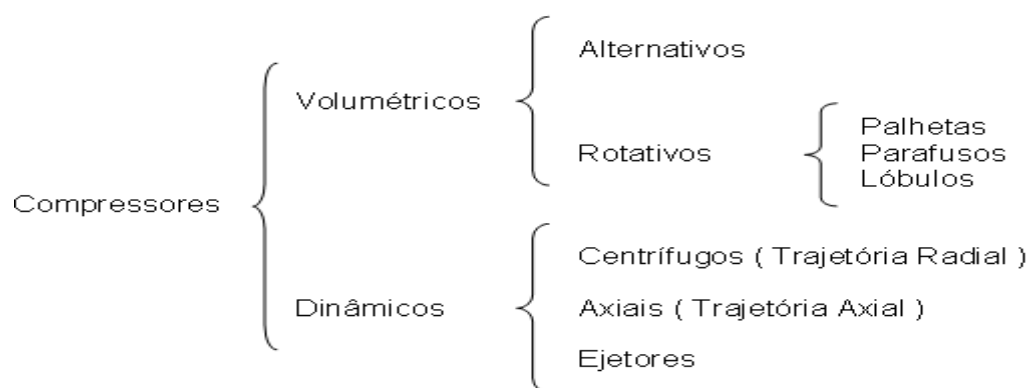 Compressores
Volumétricos
Alternativos
Rotativos
Palhetas
Parafusos
Lóbulos
Dinâmicos
Centrífugos ( Trajetória Radial )
Axiais ( Trajetória Axial )
Ejetores